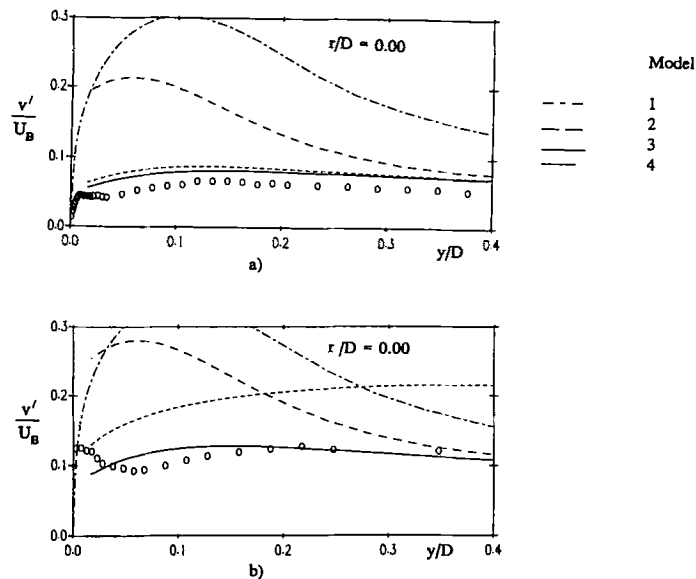 0.3
r/D = 0.00
Model
0.2
v′
U_B
1
2
3
4
0.1
0.0
0.0 0.1 0.2 0.3 0.4
y/D
a)
0.3
r/D = 0.00
0.2
v′
U_B
0.1
0.0
0.0 0.1 0.2 0.3 0.4
y/D
b)